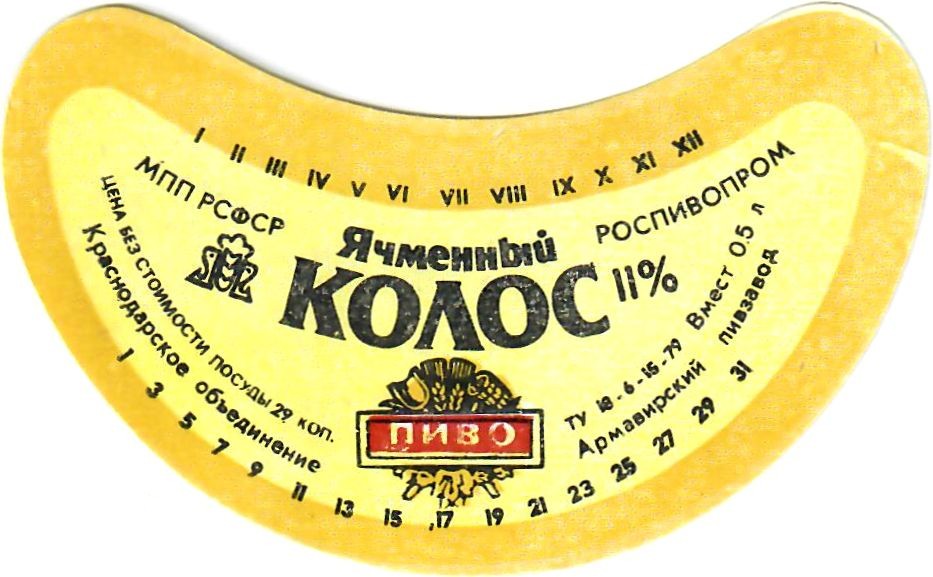 I II III IV V VI VII VIII IX X XI XII
МПП РСФСР
РОСПИВОПРОМ
Ячменный
КОЛОС 11%
ЦЕНА БЕЗ СТОИМОСТИ ПОСУДЫ 29 КОП.
Краснодарское объединение
ПИВО
ТУ 18-6-15-79 Вмест 0.5 л
Армавирский пивзавод
1 3 5 7 9 11 13 15 17 19 21 23 25 27 29 31